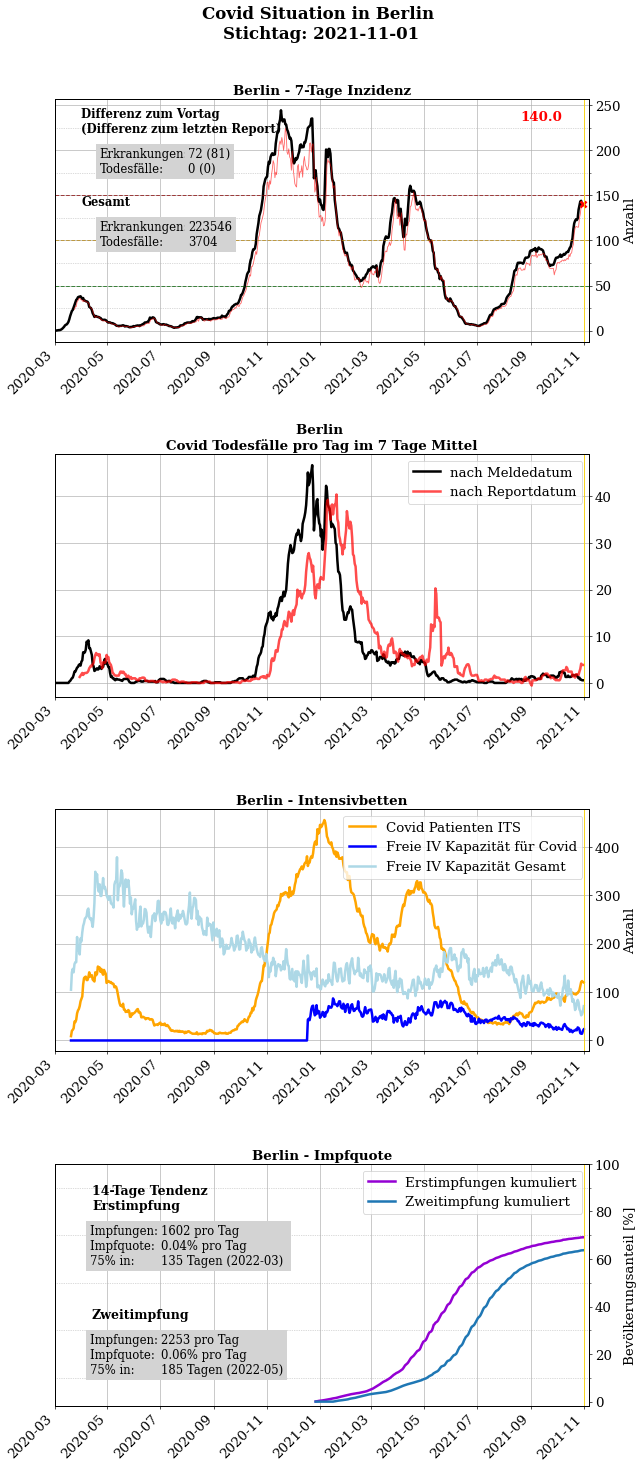 Covid Situation in Berlin
Stichtag: 2021-11-01
Berlin - 7-Tage Inzidenz
Differenz zum Vortag
(Differenz zum letzten Report)
Erkrankungen 72 (81)
Todesfälle: 0 (0)
Gesamt
Erkrankungen 223546
Todesfälle: 3704
140.0
250
200
150
100
50
0
Anzahl
2020-03 2020-05 2020-07 2020-09 2020-11 2021-01 2021-03 2021-05 2021-07 2021-09 2021-11
Berlin
Covid Todesfälle pro Tag im 7 Tage Mittel
nach Meldedatum
nach Reportdatum
40
30
20
10
0
2020-03 2020-05 2020-07 2020-09 2020-11 2021-01 2021-03 2021-05 2021-07 2021-09 2021-11
Berlin - Intensivbetten
Covid Patienten ITS
Freie IV Kapazität für Covid
Freie IV Kapazität Gesamt
400
300
200
100
0
Anzahl
2020-03 2020-05 2020-07 2020-09 2020-11 2021-01 2021-03 2021-05 2021-07 2021-09 2021-11
Berlin - Impfquote
14-Tage Tendenz
Erstimpfung
Impfungen: 1602 pro Tag
Impfquote: 0.04% pro Tag
75% in: 135 Tagen (2022-03)
Zweitimpfung
Impfungen: 2253 pro Tag
Impfquote: 0.06% pro Tag
75% in: 185 Tagen (2022-05)
Erstimpfungen kumuliert
Zweitimpfung kumuliert
100
80
60
40
20
0
Bevölkerungsanteil [%]
2020-03 2020-05 2020-07 2020-09 2020-11 2021-01 2021-03 2021-05 2021-07 2021-09 2021-11